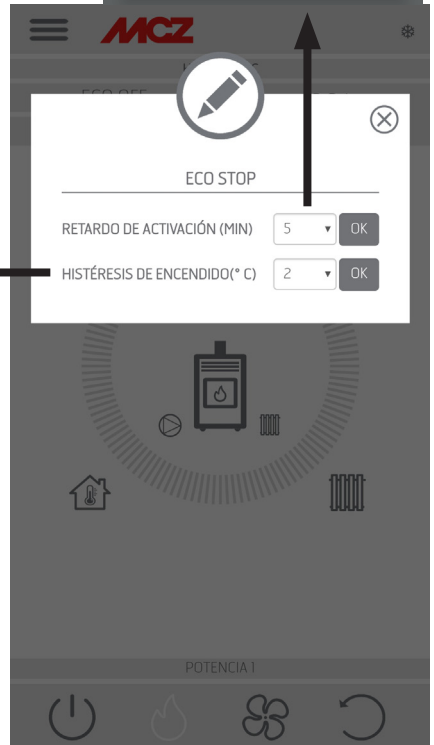 MCZ
ECO STOP
RETARDO DE ACTIVACIÓN (MIN) 5 OK
HISTÉRESIS DE ENCENDIDO(° C) 2 OK
POTENCIA 1